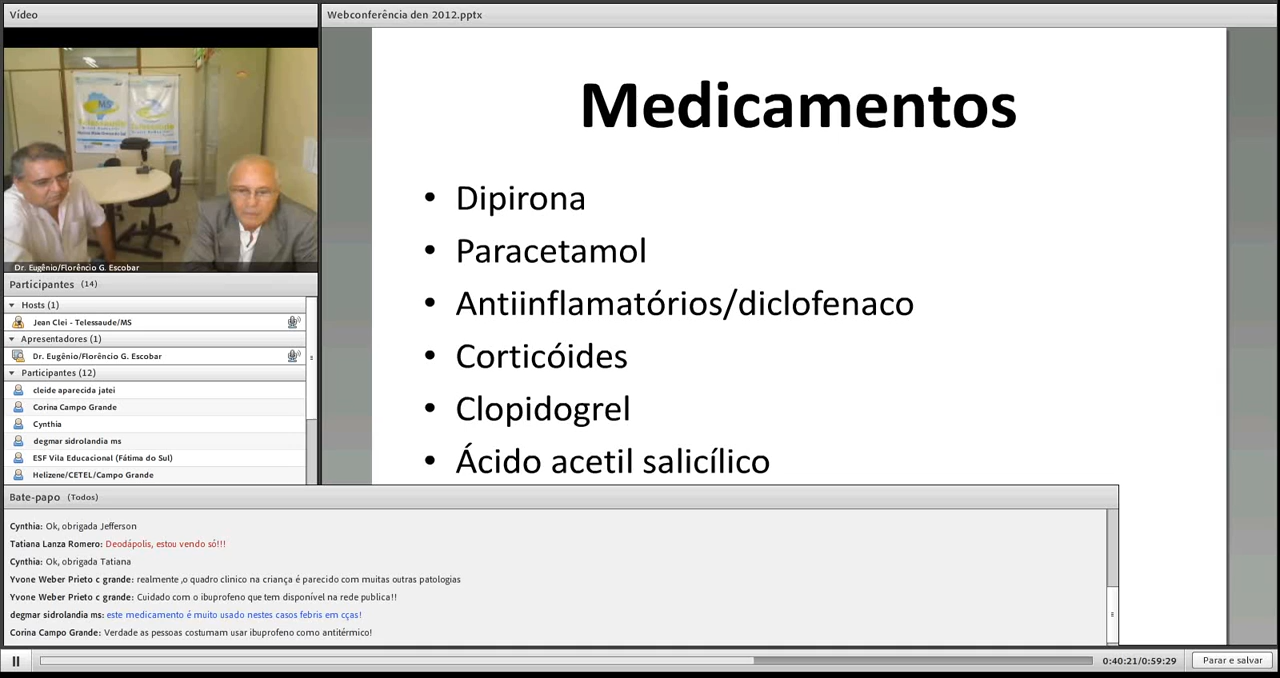 Vídeo
Webconferência den 2012.pptx
Dr. Eugênio/Florêncio G. Escobar
Participantes (14)
Hosts (1)
Jean Clei - Telessaude/MS
Apresentadores (1)
Dr. Eugênio/Florêncio G. Escobar
Participantes (12)
cleide aparecida jatei
Corina Campo Grande
Cynthia
degmar sidrolandia ms
ESF Vila Educacional (Fátima do Sul)
Helizene/CETEL/Campo Grande
Medicamentos
• Dipirona
• Paracetamol
• Antiinflamatórios/diclofenaco
• Corticóides
• Clopidogrel
• Ácido acetil salicílico
Bate-papo (Todos)
Cynthia: Ok, obrigada Jefferson
Tatiana Lanza Romero: Deodápolis, estou vendo só!!!
Cynthia: Ok, obrigada Tatiana
Yvone Weber Prieto c grande: realmente ,o quadro clinico na criança é parecido com muitas outras patologias
Yvone Weber Prieto c grande: Cuidado com o ibuprofeno que tem disponível na rede publica!!
degmar sidrolandia ms: este medicamento é muito usado nestes casos febris em cças!
Corina Campo Grande: Verdade as pessoas costumam usar ibuprofeno como antitérmico!
0:40:21/0:59:29
Parar e salvar